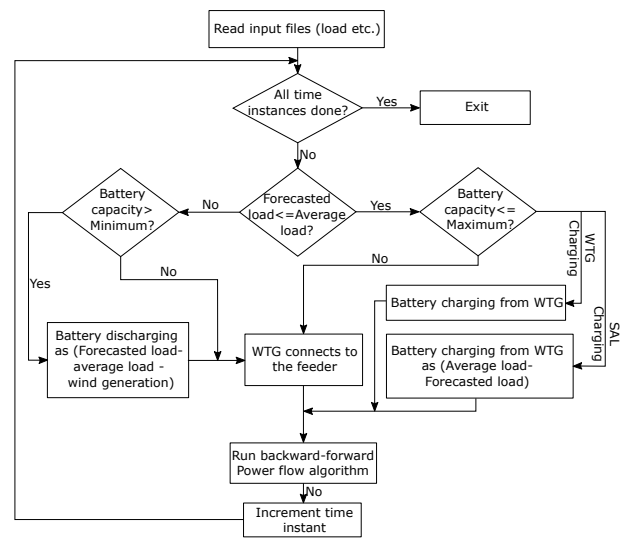 Read input files (load etc.)
All time
instances done?
Yes
Exit
No
Battery
capacity>
Minimum?
No
Forecasted
load<=Average
load?
Yes
Battery
capacity<=
Maximum?
Yes
No
No
WTG
Charging
SAL
Charging
Battery charging from WTG
Battery discharging
as (Forecasted load-
average load -
wind generation)
WTG connects to
the feeder
Battery charging from WTG
as (Average load-
Forecasted load)
Run backward-forward
Power flow algorithm
No
Increment time
instant